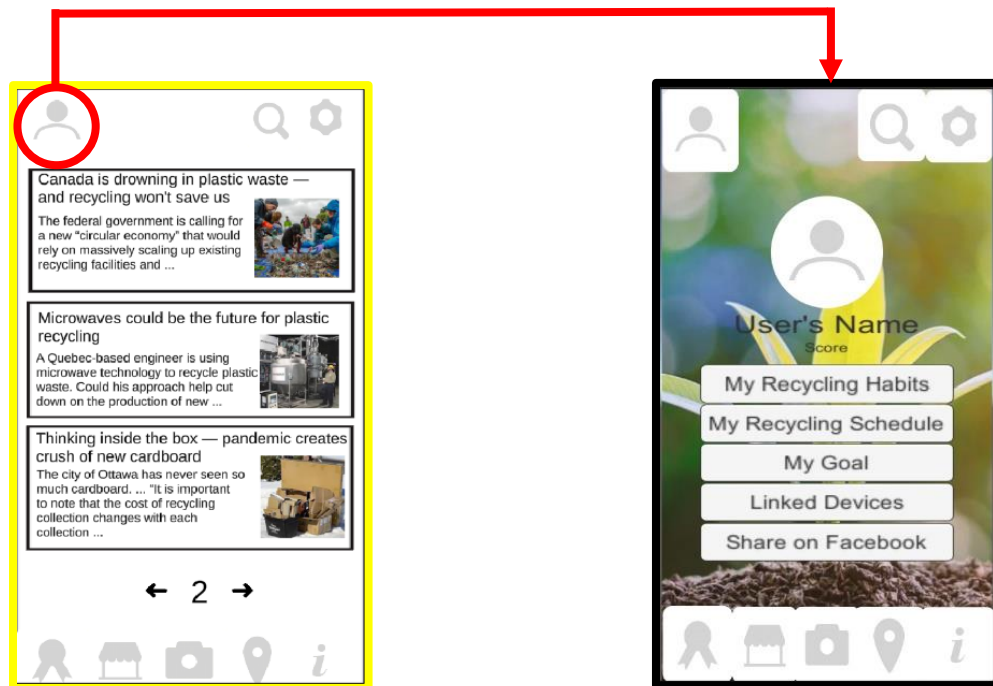 Canada is drowning in plastic waste —
and recycling won't save us
The federal government is calling for
a new “circular economy” that would
rely on massively scaling up existing
recycling facilities and ...
Microwaves could be the future for plastic
recycling
A Quebec-based engineer is using
microwave technology to recycle plastic
waste. Could his approach help cut
down on the production of new ...
Thinking inside the box — pandemic creates
crush of new cardboard
The city of Ottawa has never seen so
much cardboard. ... "It is important
to note that the cost of recycling
collection changes with each
collection ...
← 2 →
i
User's Name
Score
My Recycling Habits
My Recycling Schedule
My Goal
Linked Devices
Share on Facebook
i